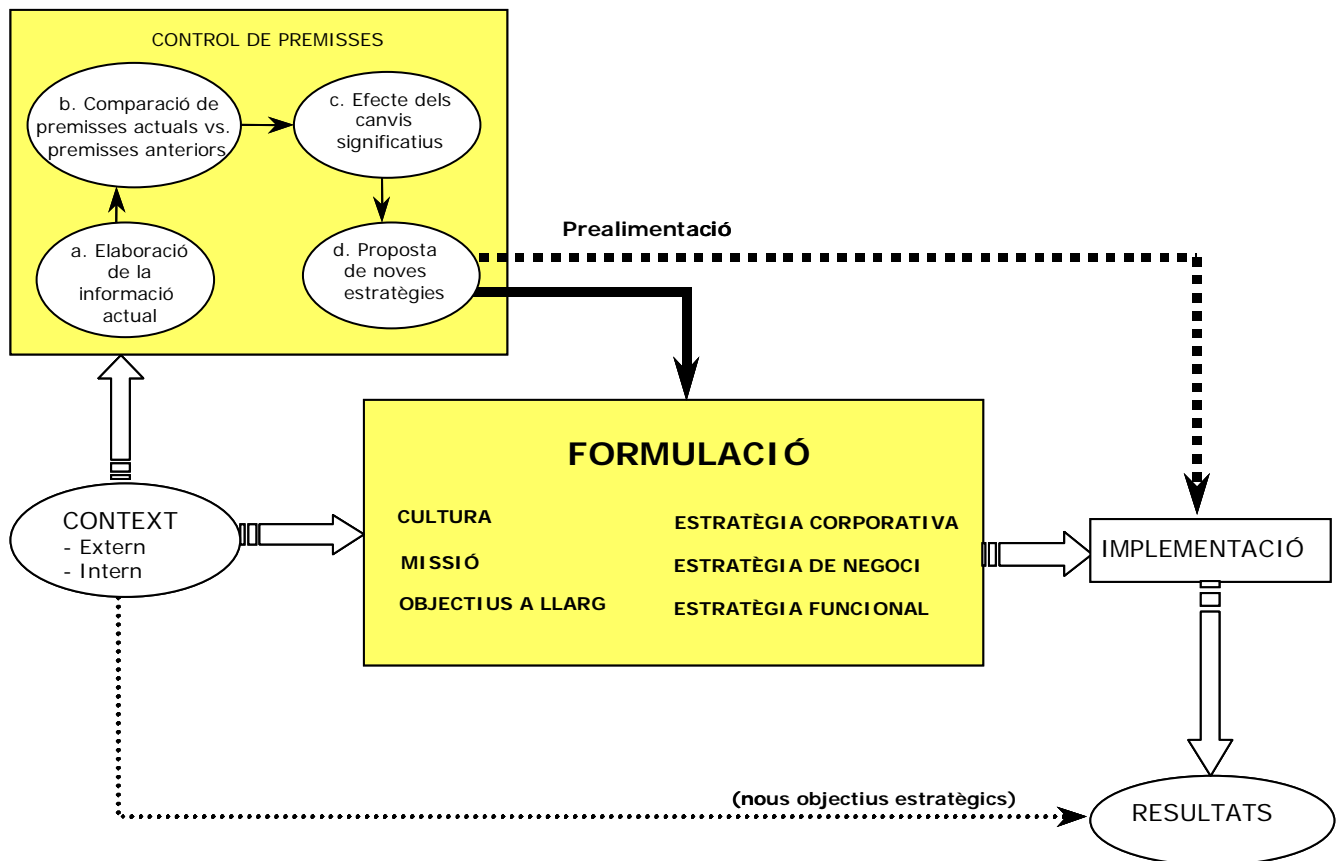 CONTROL DE PREMISSES
b. Comparació de
premisses actuals vs.
premisses anteriors
c. Efecte dels
canvis
significatius
a. Elaboració
de la
informació
actual
d. Proposta
de noves
estratègies
Prealimentació
FORMULACIÓ
CULTURA
MISSIÓ
OBJECTIUS A LLARG
ESTRATÈGIA CORPORATIVA
ESTRATÈGIA DE NEGOCI
ESTRATÈGIA FUNCIONAL
CONTEXT
- Extern
- Intern
IMPLEMENTACIÓ
(nous objectius estratègics)
RESULTATS